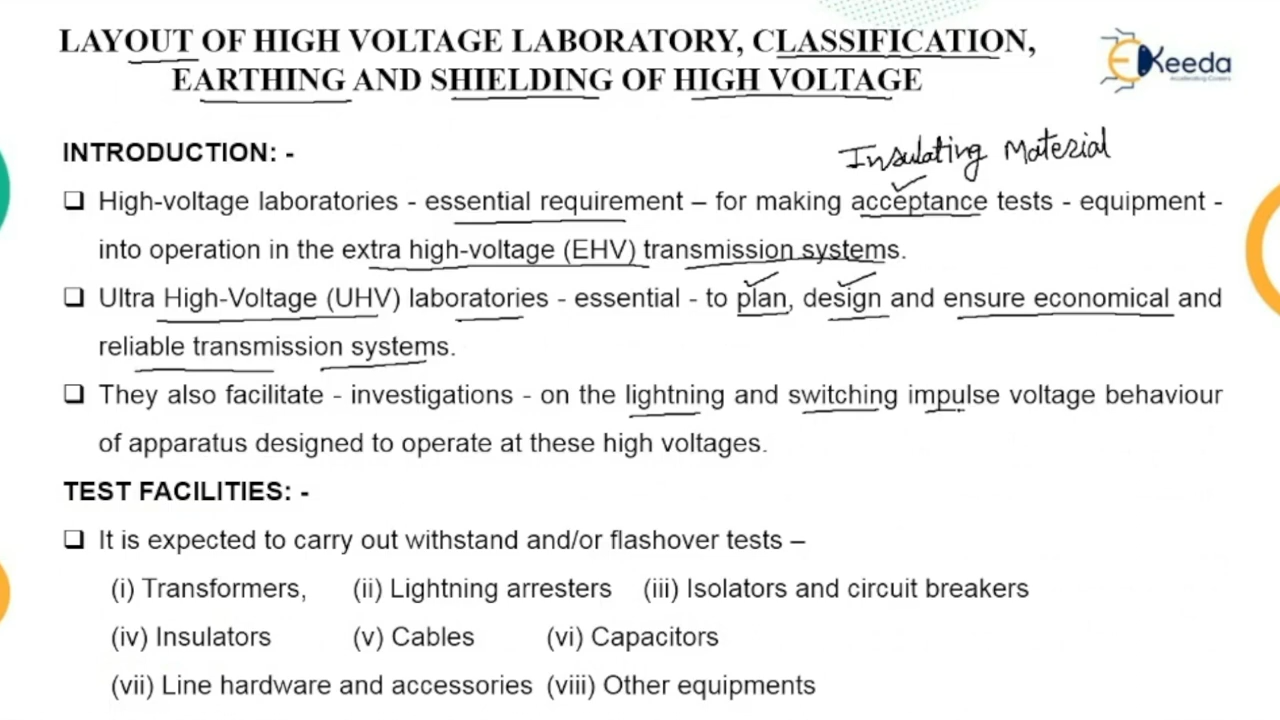 LAYOUT OF HIGH VOLTAGE LABORATORY, CLASSIFICATION,
EARTHING AND SHIELDING OF HIGH VOLTAGE
EKeeda
INTRODUCTION: -
Insulating Material
❑ High-voltage laboratories - essential requirement – for making acceptance tests - equipment -
into operation in the extra high-voltage (EHV) transmission systems.
❑ Ultra High-Voltage (UHV) laboratories - essential - to plan, design and ensure economical and
reliable transmission systems.
❑ They also facilitate - investigations - on the lightning and switching impulse voltage behaviour
of apparatus designed to operate at these high voltages.
TEST FACILITIES: -
❑ It is expected to carry out withstand and/or flashover tests –
(i) Transformers, (ii) Lightning arresters (iii) Isolators and circuit breakers
(iv) Insulators (v) Cables (vi) Capacitors
(vii) Line hardware and accessories (viii) Other equipments